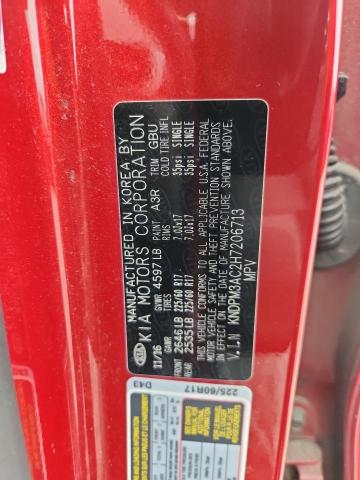 MANUFACTURED IN KOREA BY
KIA MOTORS CORPORATION
11/16 GVWR 4597LB PAINT A3R TRIM GBU
GAWR RIMS COLD TIRE INFL
FRONT 2646LB 225/60 R17 7.0Jx17 35psi SINGLE
REAR 2535LB 225/60 R17 7.0Jx17 35psi SINGLE
THIS VEHICLE CONFORMS TO ALL APPLICABLE U.S.A. FEDERAL
MOTOR VEHICLE SAFETY AND THEFT PREVENTION STANDARDS
IN EFFECT ON THE DATE OF MANUFACTURE SHOWN ABOVE.
V.I.N KNDPM3AC2H7206713
MPV
D43
225/60R17